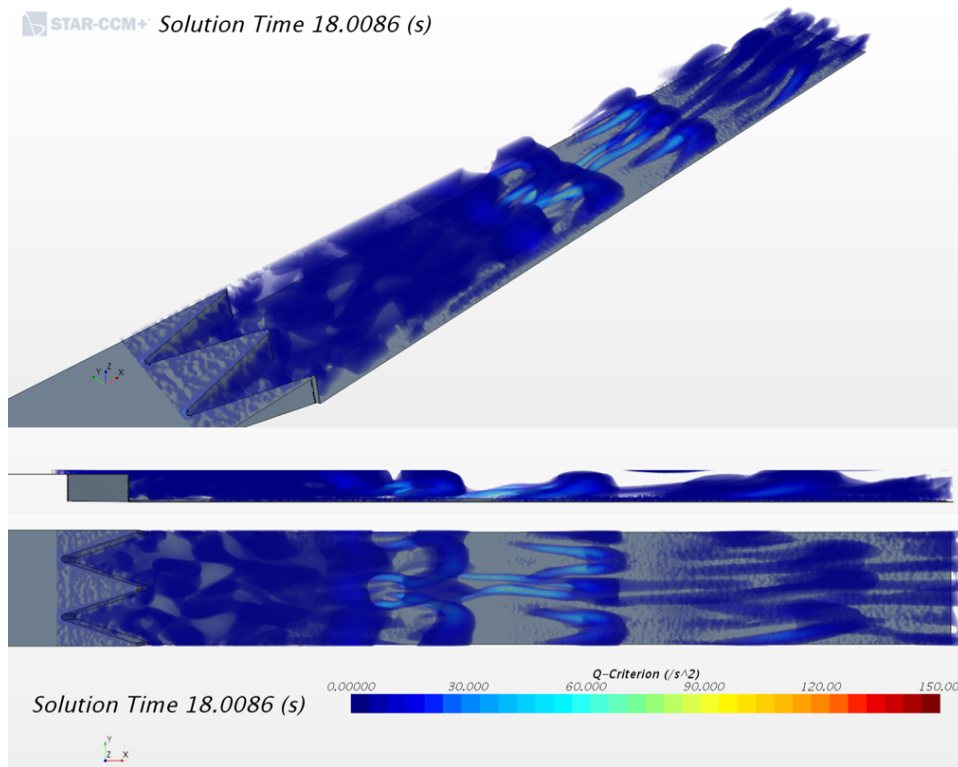 STAR-CCM+ Solution Time 18.0086 (s)
Z
Y X
Q-Criterion (/s^2)
0.00000 30.000 60.000 90.000 120.00 150.00
Solution Time 18.0086 (s)
Y
Z X